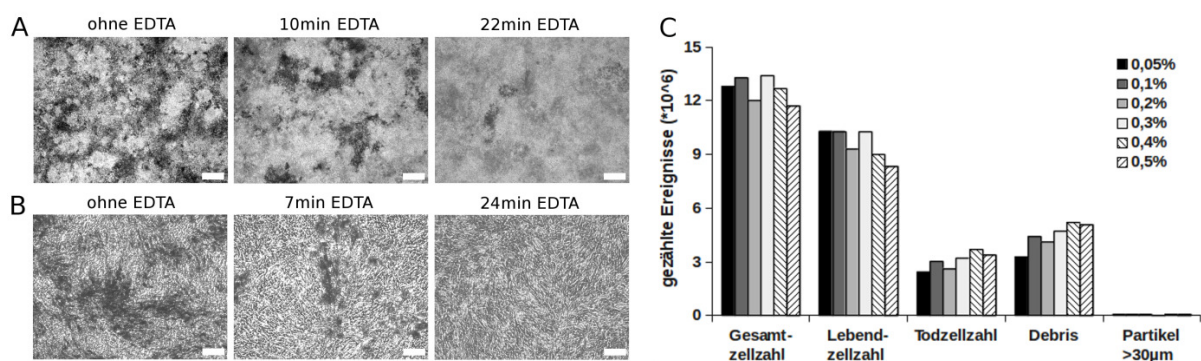 A
ohne EDTA
10min EDTA
22min EDTA
B
ohne EDTA
7min EDTA
24min EDTA
C
gezählte Ereignisse (*10^6)
15
12
9
6
3
0
0,05%
0,1%
0,2%
0,3%
0,4%
0,5%
Gesamt-
zellzahl
Lebend-
zellzahl
Todzellzahl
Debris
Partikel
>30µm